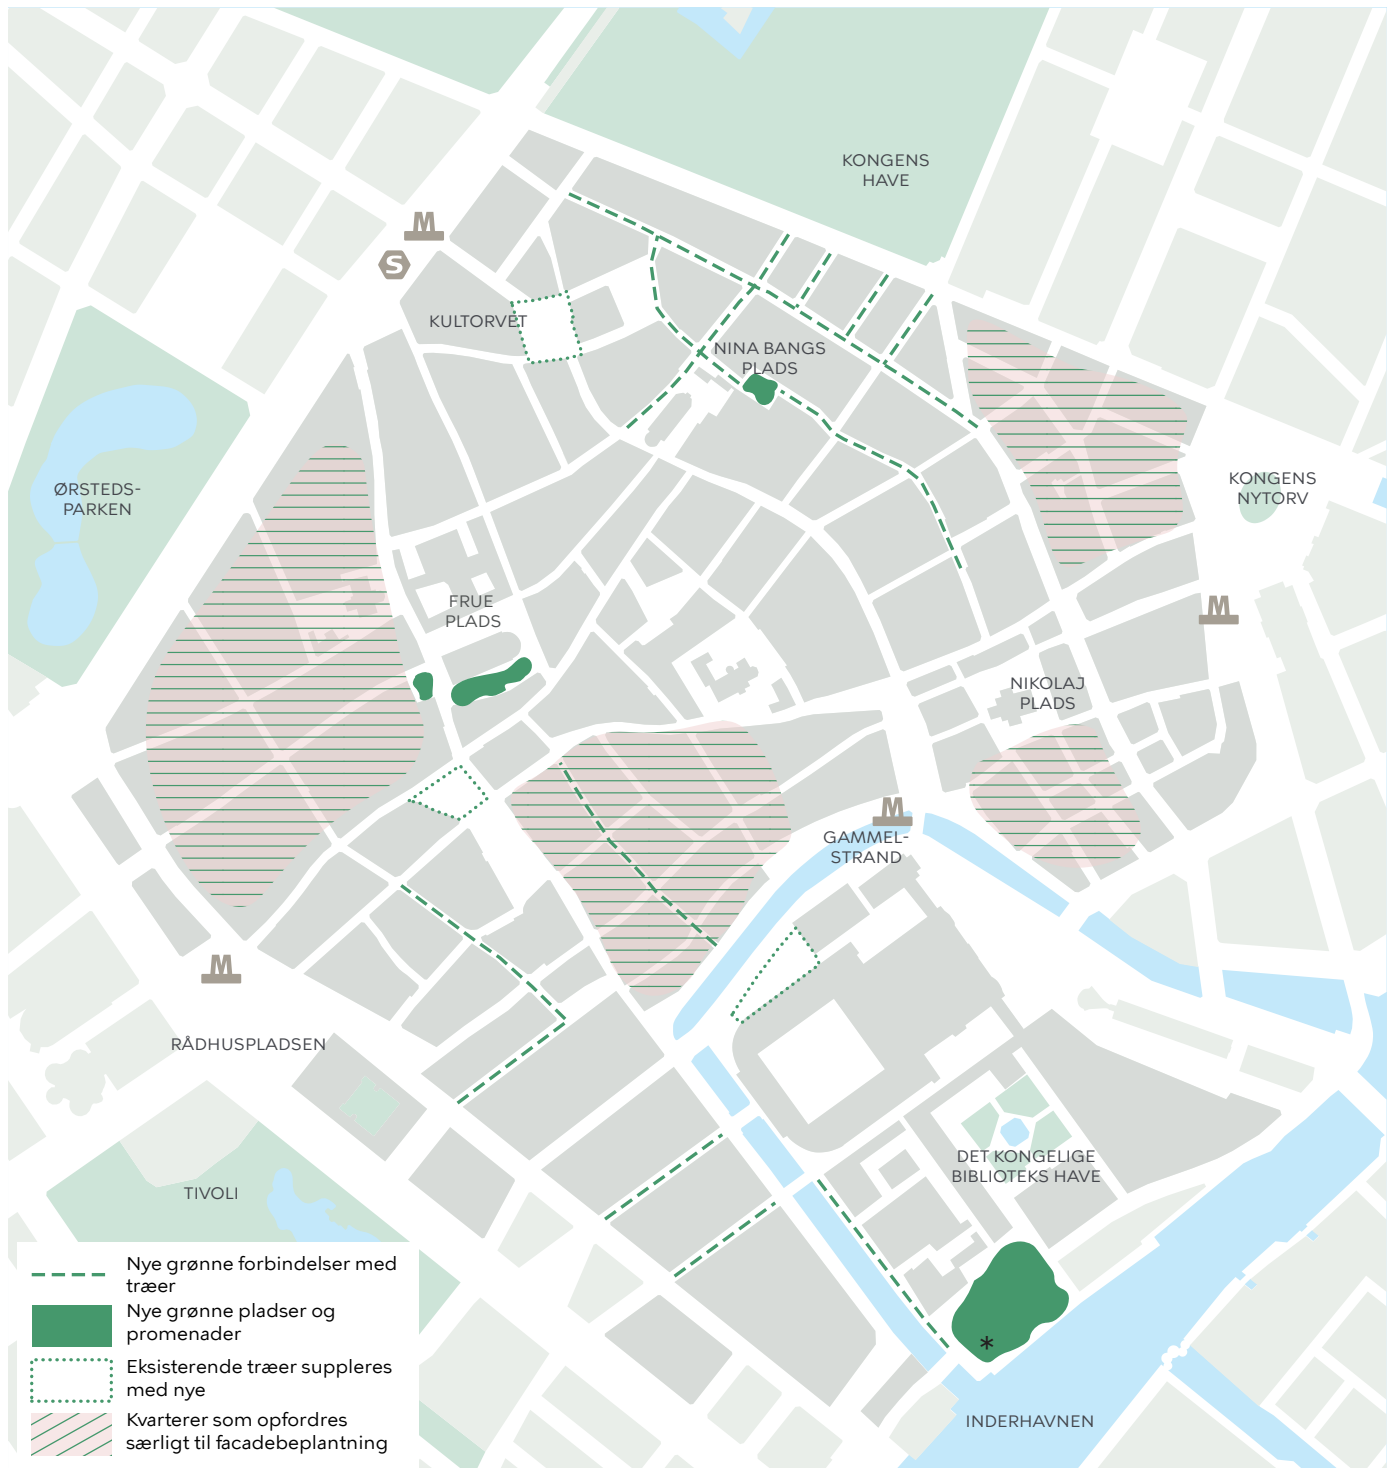 KONGENS
HAVE
M
S
KULTORVET
NINA BANGS
PLADS
ØRSTEDS-
PARKEN
KONGENS
NYTORV
FRUE
PLADS
M
NIKOLAJ
PLADS
M
GAMMEL-
STRAND
M
RÅDHUSPLADSEN
DET KONGELIGE
BIBLIOTEKS HAVE
TIVOLI
*
INDERHAVNEN
Nye grønne forbindelser med
træer
Nye grønne pladser og
promenader
Eksisterende træer suppleres
med nye
Kvarterer som opfordres
særligt til facadebeplantning